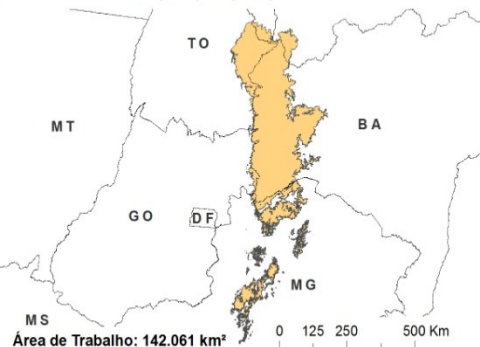 TO
MT
BA
GO
DF
MG
MS
Área de Trabalho: 142.061 km²
0 125 250 500 Km